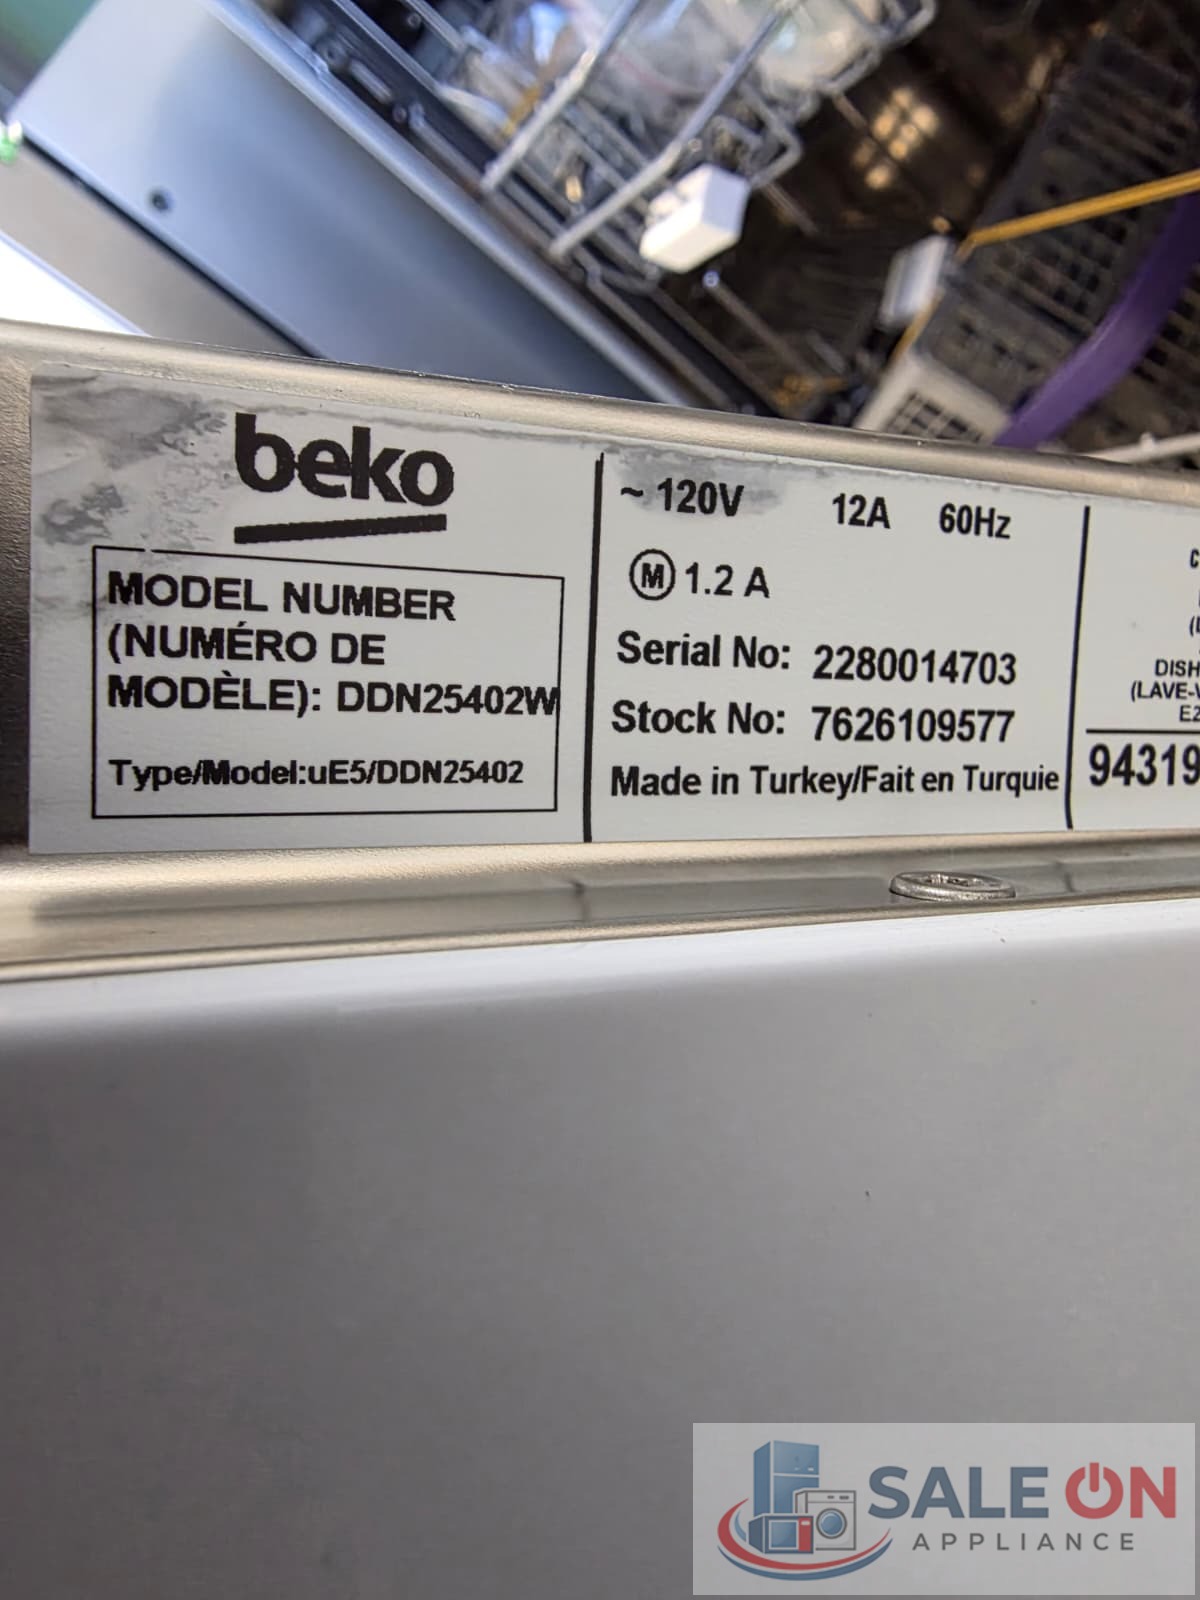 beko
MODEL NUMBER
(NUMÉRO DE
MODÈLE): DDN25402W
Type/Model:uE5/DDN25402
~ 120V 12A 60Hz
M 1.2 A
Serial No: 2280014703
Stock No: 7626109577
Made in Turkey/Fait en Turquie
DISH
(LAVE-V
E2
94319
SALE ON
APPLIANCE